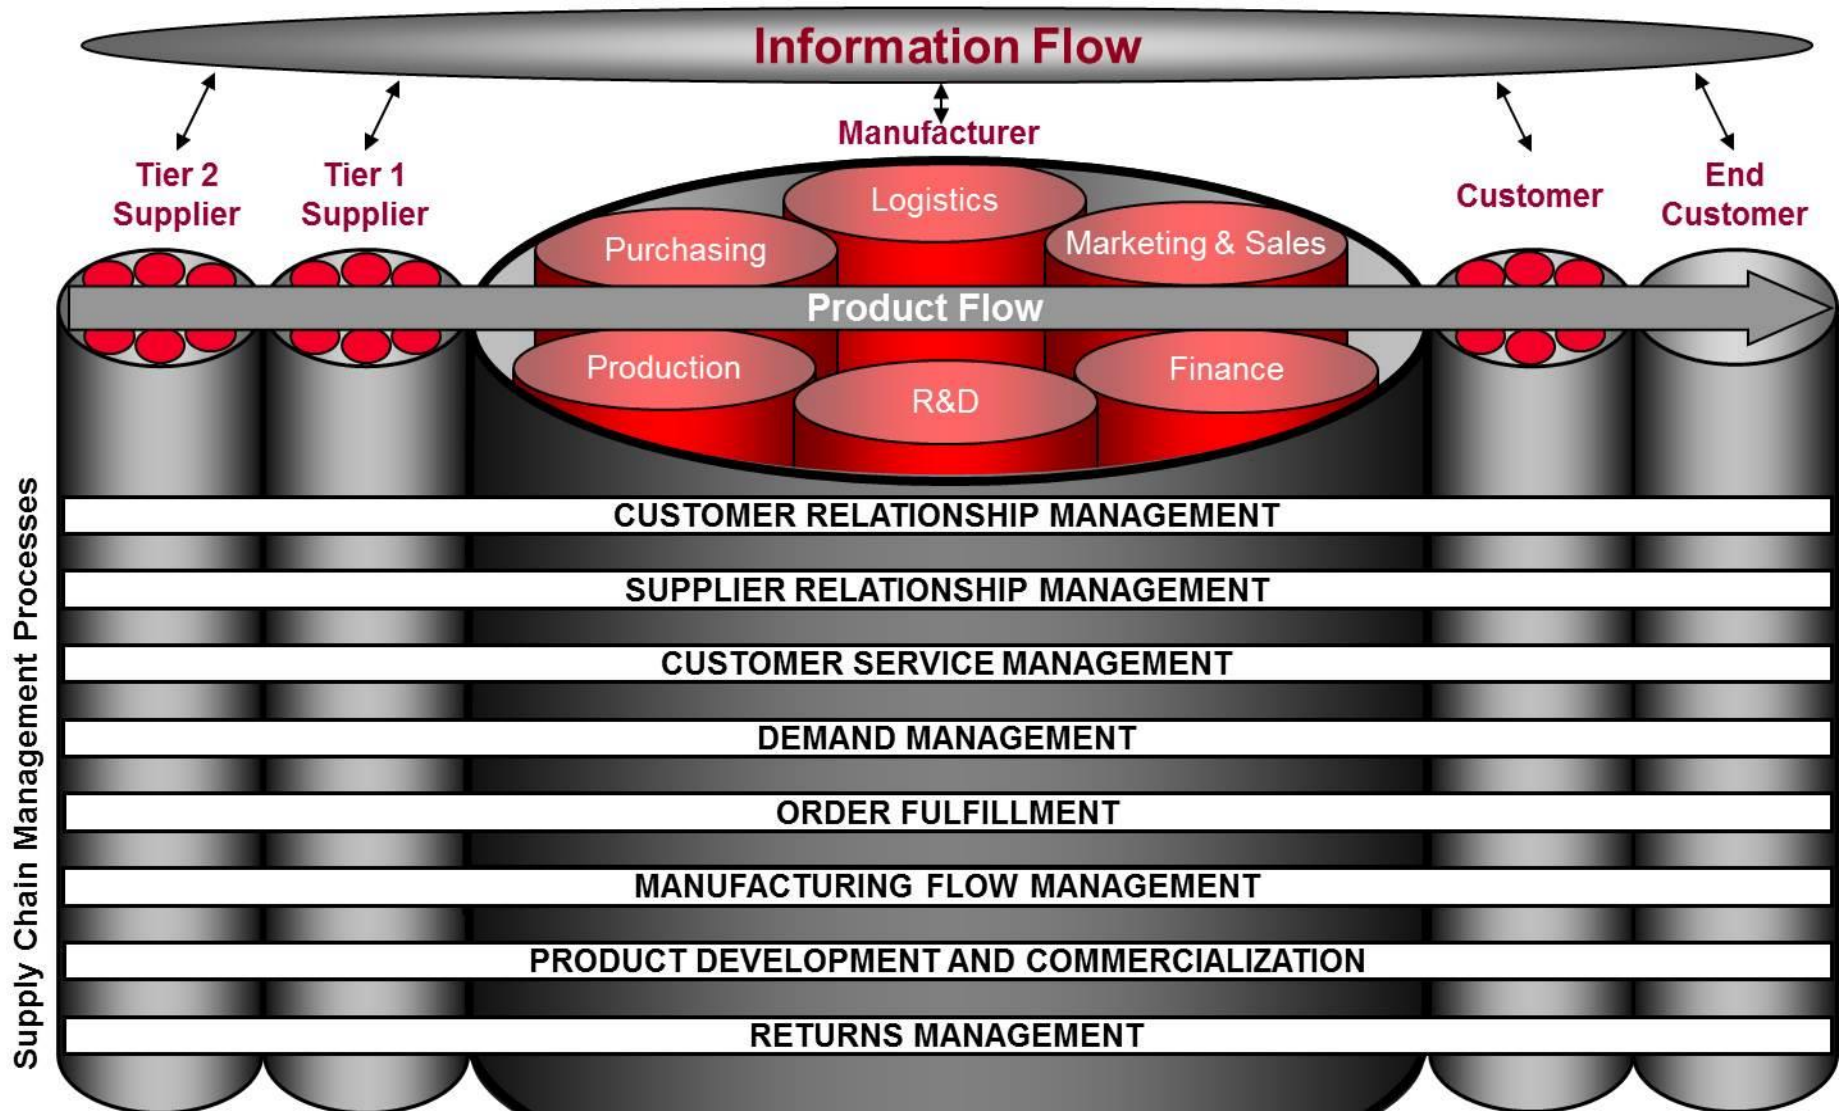 Information Flow
Manufacturer
Tier 2
Supplier
Tier 1
Supplier
Customer
End
Customer
Logistics
Purchasing
Marketing & Sales
Product Flow
Production
R&D
Finance
Supply Chain Management Processes
CUSTOMER RELATIONSHIP MANAGEMENT
SUPPLIER RELATIONSHIP MANAGEMENT
CUSTOMER SERVICE MANAGEMENT
DEMAND MANAGEMENT
ORDER FULFILLMENT
MANUFACTURING FLOW MANAGEMENT
PRODUCT DEVELOPMENT AND COMMERCIALIZATION
RETURNS MANAGEMENT